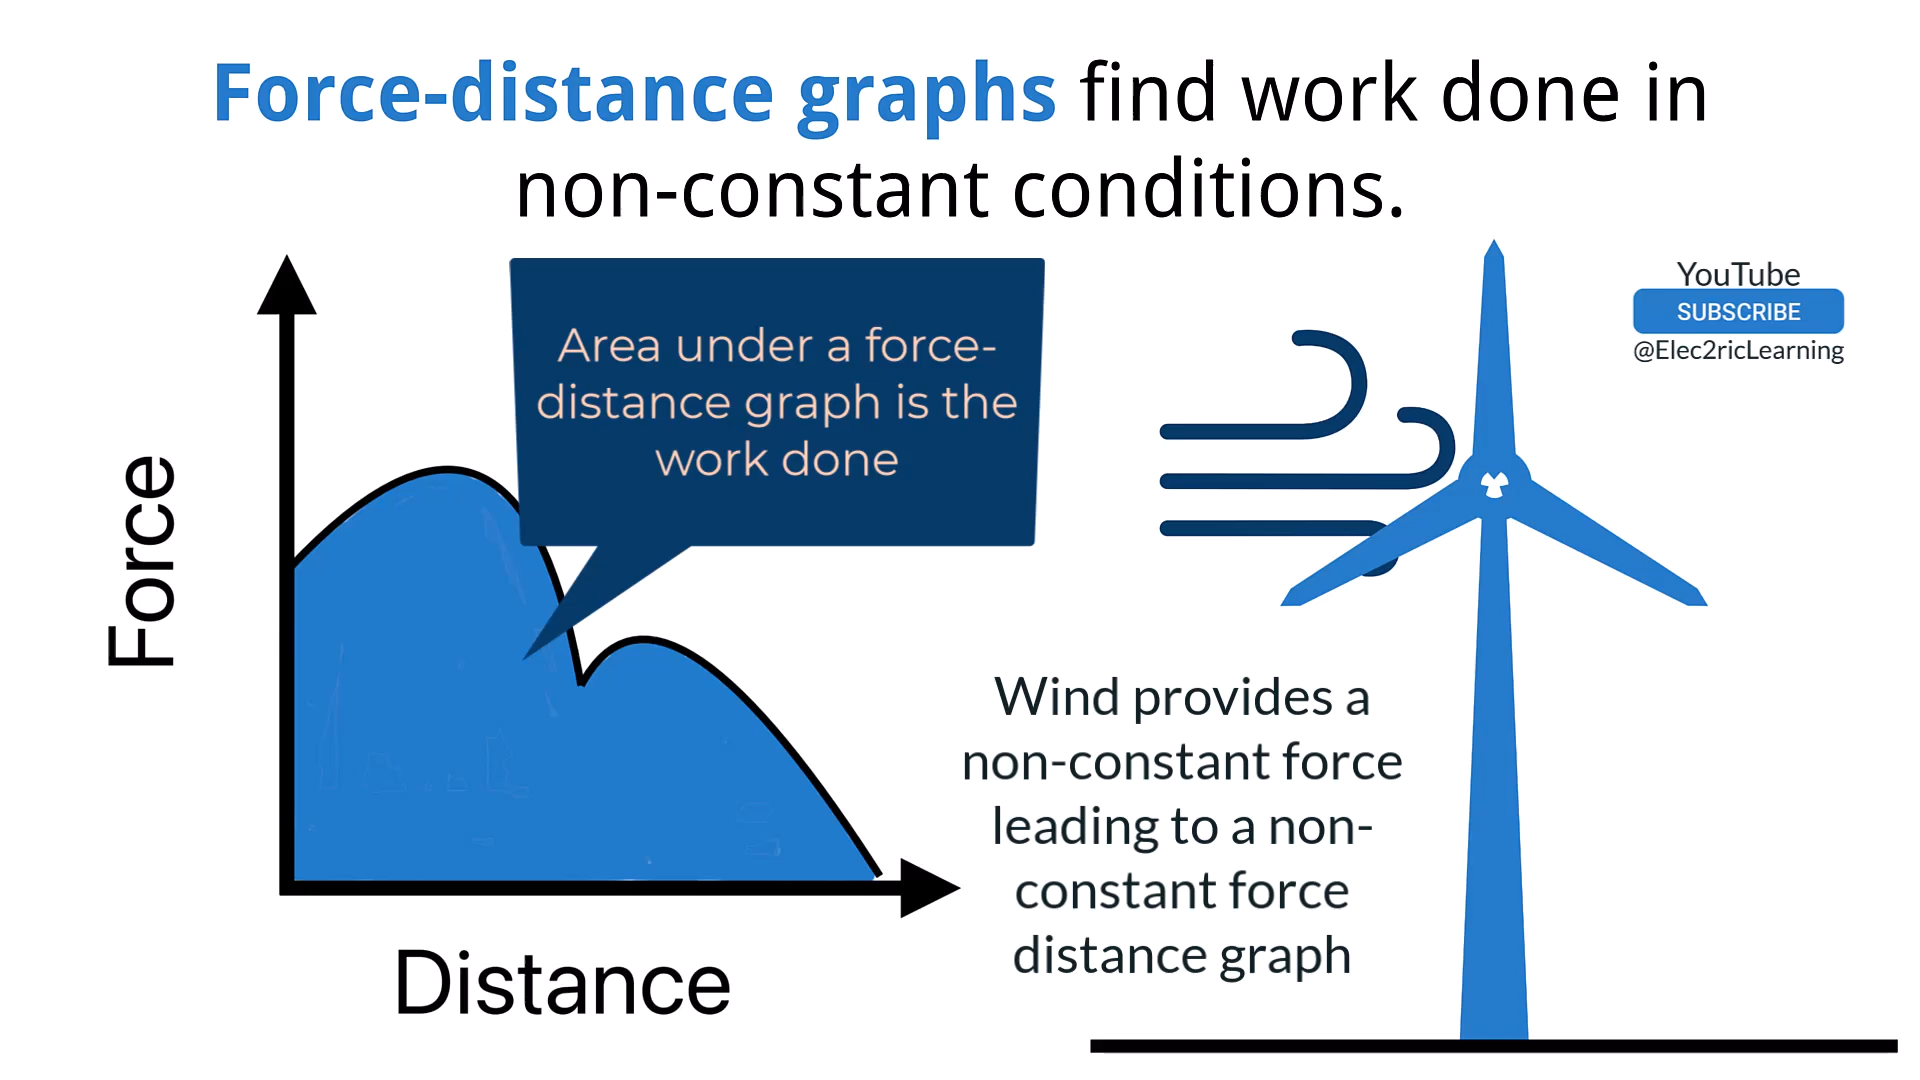 Force-distance graphs find work done in
non-constant conditions.
Area under a force-
distance graph is the
work done
Force
Distance
YouTube
SUBSCRIBE
@Elec2ricLearning
Wind provides a
non-constant force
leading to a non-
constant force
distance graph